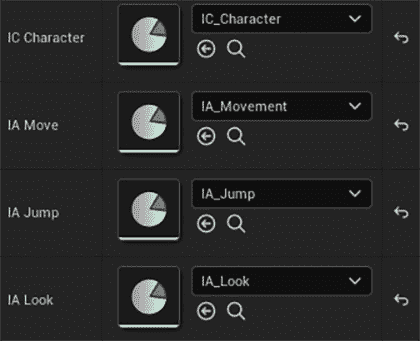 IC Character
IC_Character
IA Move
IA_Movement
IA Jump
IA_Jump
IA Look
IA_Look